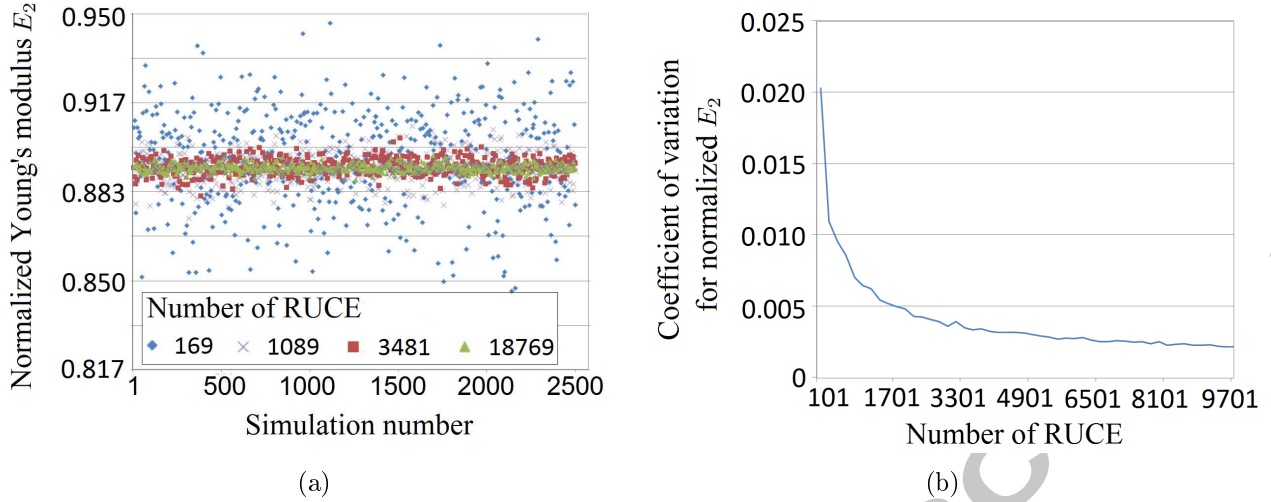 Normalized Young's modulus E2
0.950
0.917
0.883
0.850
0.817
Number of RUCE
169 1089 3481 18769
1 500 1000 1500 2000 2500
Simulation number
(a)
Coefficient of variation
for normalized E2
0.025
0.020
0.015
0.010
0.005
0
101 1701 3301 4901 6501 8101 9701
Number of RUCE
(b)